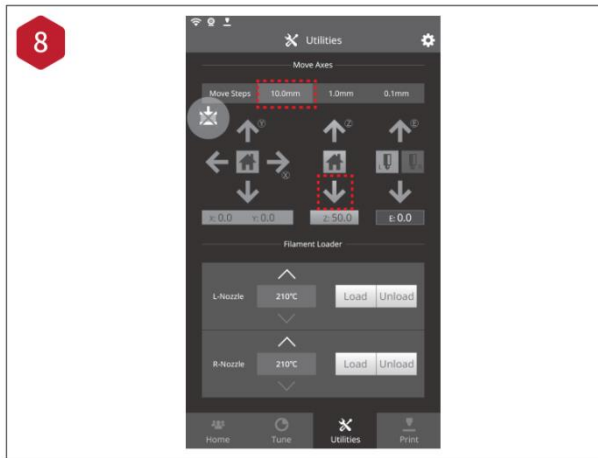 8
Utilities
Move Axes
Move Steps 10.0mm 1.0mm 0.1mm
Y Z E
X
L
X: 0.0 Y: 0.0 Z: 50.0 E: 0.0
Filament Loader
L-Nozzle 210℃ Load Unload
R-Nozzle 210℃ Load Unload
Home Tune Utilities Print